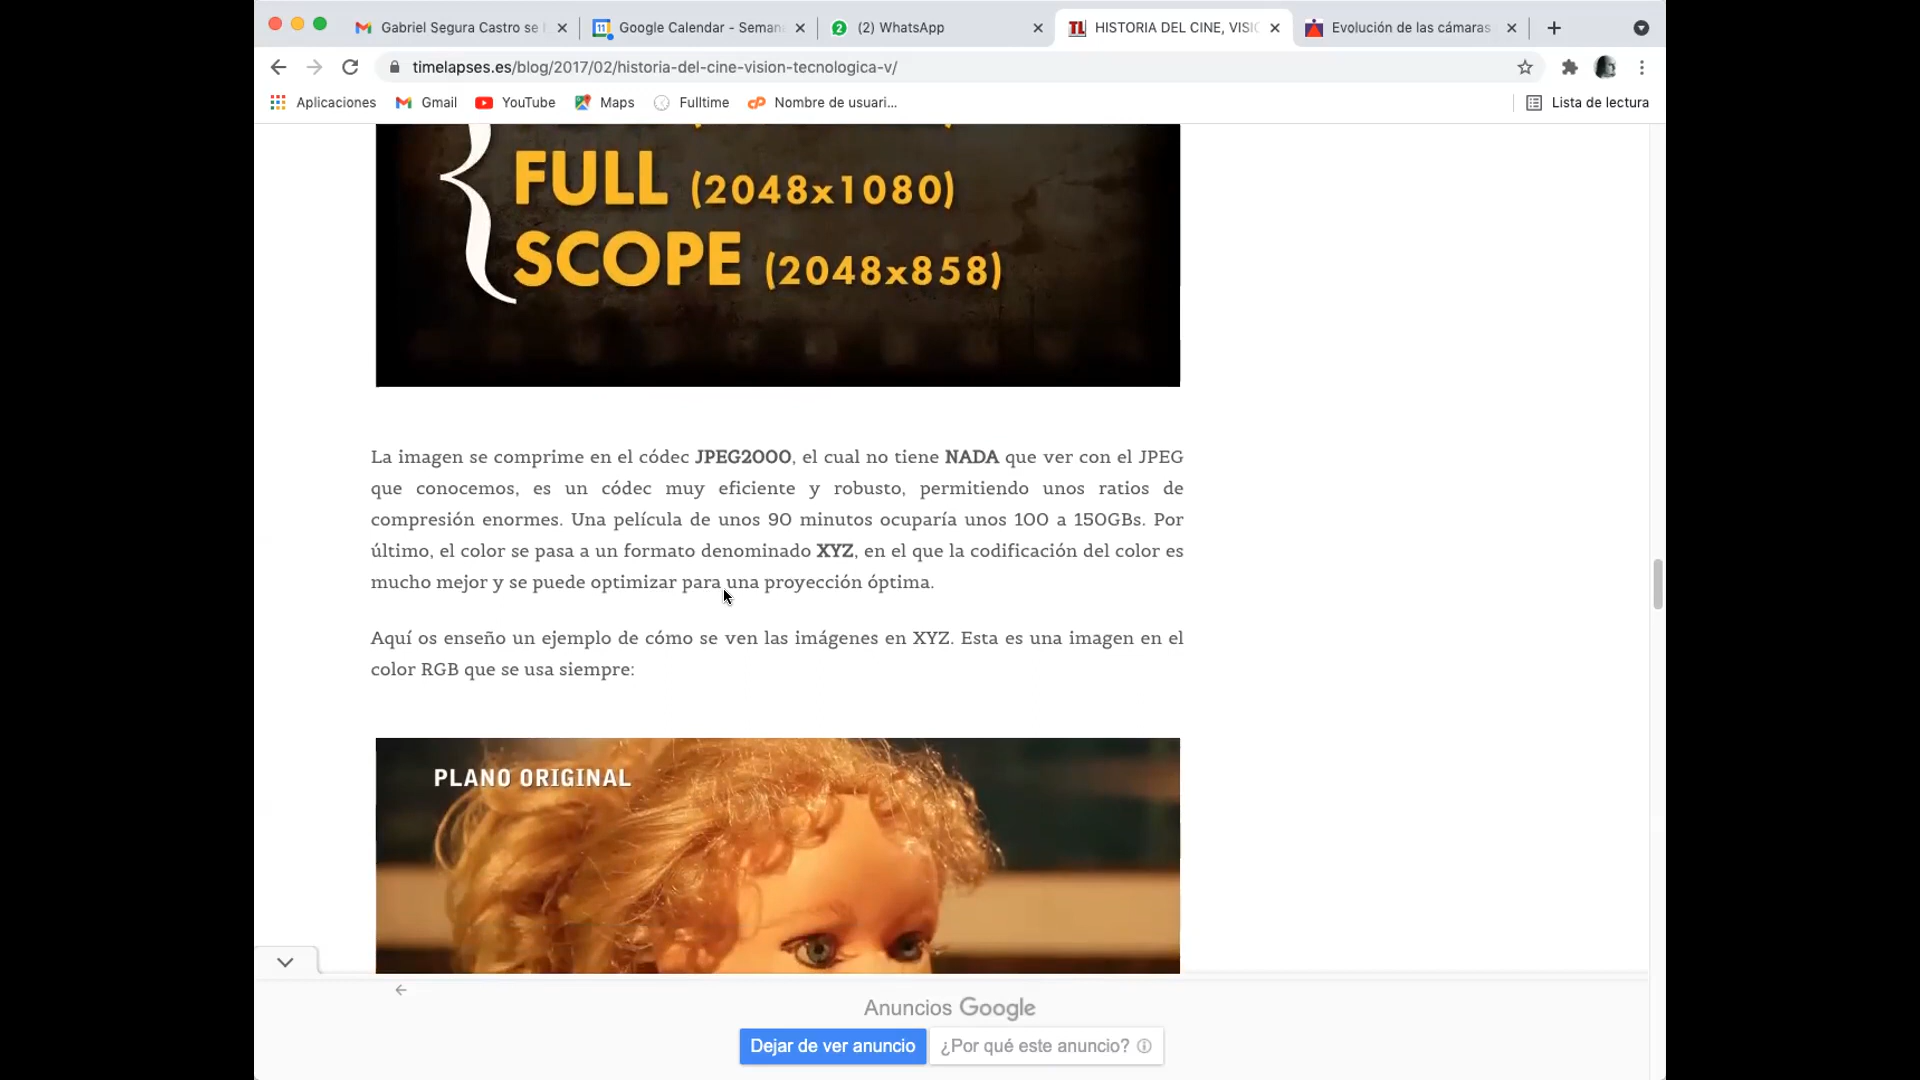 Gabriel Segura Castro se
Google Calendar - Seman
(2) WhatsApp
HISTORIA DEL CINE, VISI
Evolución de las cámaras
timelapses.es/blog/2017/02/historia-del-cine-vision-tecnologica-v/
Aplicaciones
Gmail
YouTube
Maps
Fulltime
Nombre de usuari...
Lista de lectura
FULL (2048x1080)
SCOPE (2048x858)
La imagen se comprime en el códec JPEG2000, el cual no tiene NADA que ver con el JPEG
que conocemos, es un códec muy eficiente y robusto, permitiendo unos ratios de
compresión enormes. Una película de unos 90 minutos ocuparía unos 100 a 150GBs. Por
último, el color se pasa a un formato denominado XYZ, en el que la codificación del color es
mucho mejor y se puede optimizar para una proyección óptima.
Aquí os enseño un ejemplo de cómo se ven las imágenes en XYZ. Esta es una imagen en el
color RGB que se usa siempre:
PLANO ORIGINAL
Anuncios Google
Dejar de ver anuncio
¿Por qué este anuncio?